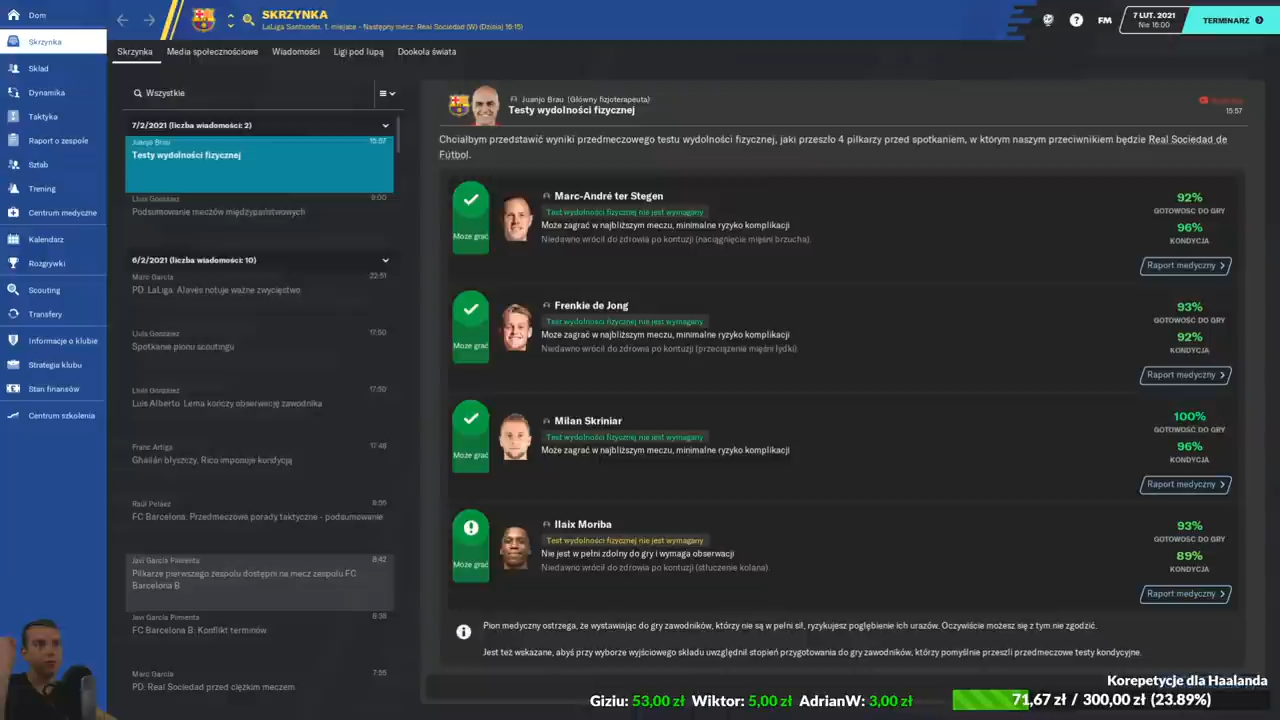 Dom
Skrzynka
Skład
Dynamika
Taktyka
Raport o zespole
Sztab
Trening
Centrum medyczne
Kalendarz
Rozgrywki
Scouting
Transfery
Informacje o klubie
Strategia klubu
Stan finansów
Centrum szkolenia
SKRZYNKA
LaLiga Santander, 1. miejsce - Następny mecz: Real Sociedad (W) (Dzisiaj 16:15)
FM
7 LUT. 2021
Nie 16:00
TERMINARZ
Skrzynka
Media społecznościowe
Wiadomości
Ligi pod lupą
Dookoła świata
Wszystkie
7/2/2021 (liczba wiadomości: 2)
Juanjo Brau 15:57
Testy wydolności fizycznej
Lluís González 9:00
Podsumowanie meczów międzypaństwowych
6/2/2021 (liczba wiadomości: 10)
Marc García 22:51
PD: LaLiga: Alavés notuje ważne zwycięstwo
Lluís González 17:50
Spotkanie pionu scoutingu
Lluís González 17:50
Luis Alberto: Lema kończy obserwację zawodnika
Franc Artiga 17:48
Ghailán błyszczy, Rico imponuje kondycją
Raúl Peláez 8:55
FC Barcelona: Przedmeczowe porady taktyczne - podsumowanie
Javi García Pimienta 8:42
Piłkarze pierwszego zespołu dostępni na mecz zespołu FC
Barcelona B
Javi García Pimienta 8:38
FC Barcelona B: Konflikt terminów
Marc García 7:55
PD: Real Sociedad przed ciężkim meczem
Juanjo Brau (Główny fizjoterapeuta)
Testy wydolności fizycznej
15:57
Chciałbym przedstawić wyniki przedmeczowego testu wydolności fizycznej, jaki przeszło 4 piłkarzy przed spotkaniem, w którym naszym przeciwnikiem będzie Real Sociedad de
Fútbol.
Może grać
Marc-André ter Stegen
Test wydolności fizycznej nie jest wymagany
Może zagrać w najbliższym meczu, minimalne ryzyko komplikacji
Niedawno wrócił do zdrowia po kontuzji (naciągnięcie mięśni brzucha).
92%
GOTOWOŚĆ DO GRY
96%
KONDYCJA
Raport medyczny
Może grać
Frenkie de Jong
Test wydolności fizycznej nie jest wymagany
Może zagrać w najbliższym meczu, minimalne ryzyko komplikacji
Niedawno wrócił do zdrowia po kontuzji (przeciążenie mięśni łydki).
93%
GOTOWOŚĆ DO GRY
92%
KONDYCJA
Raport medyczny
Może grać
Milan Skriniar
Test wydolności fizycznej nie jest wymagany
Może zagrać w najbliższym meczu, minimalne ryzyko komplikacji
100%
GOTOWOŚĆ DO GRY
96%
KONDYCJA
Raport medyczny
Może grać
Ilaix Moriba
Test wydolności fizycznej nie jest wymagany
Nie jest w pełni zdolny do gry i wymaga obserwacji
Niedawno wrócił do zdrowia po kontuzji (stłuczenie kolana).
93%
GOTOWOŚĆ DO GRY
89%
KONDYCJA
Raport medyczny
Pion medyczny ostrzega, że wystawiając do gry zawodników, którzy nie są w pełni sił, ryzykujesz pogłębienie ich urazów. Oczywiście możesz się z tym nie zgodzić.
Jest też wskazane, abyś przy wyborze wyjściowego składu uwzględnił stopień przygotowania do gry zawodników, którzy pomyślnie przeszli przedmeczowe testy kondycyjne.
Korepetycje dla Haalanda
Giziu: 53,00 zł Wiktor: 5,00 zł AdrianW: 3,00 zł
71,67 zł / 300,00 zł (23.89%)